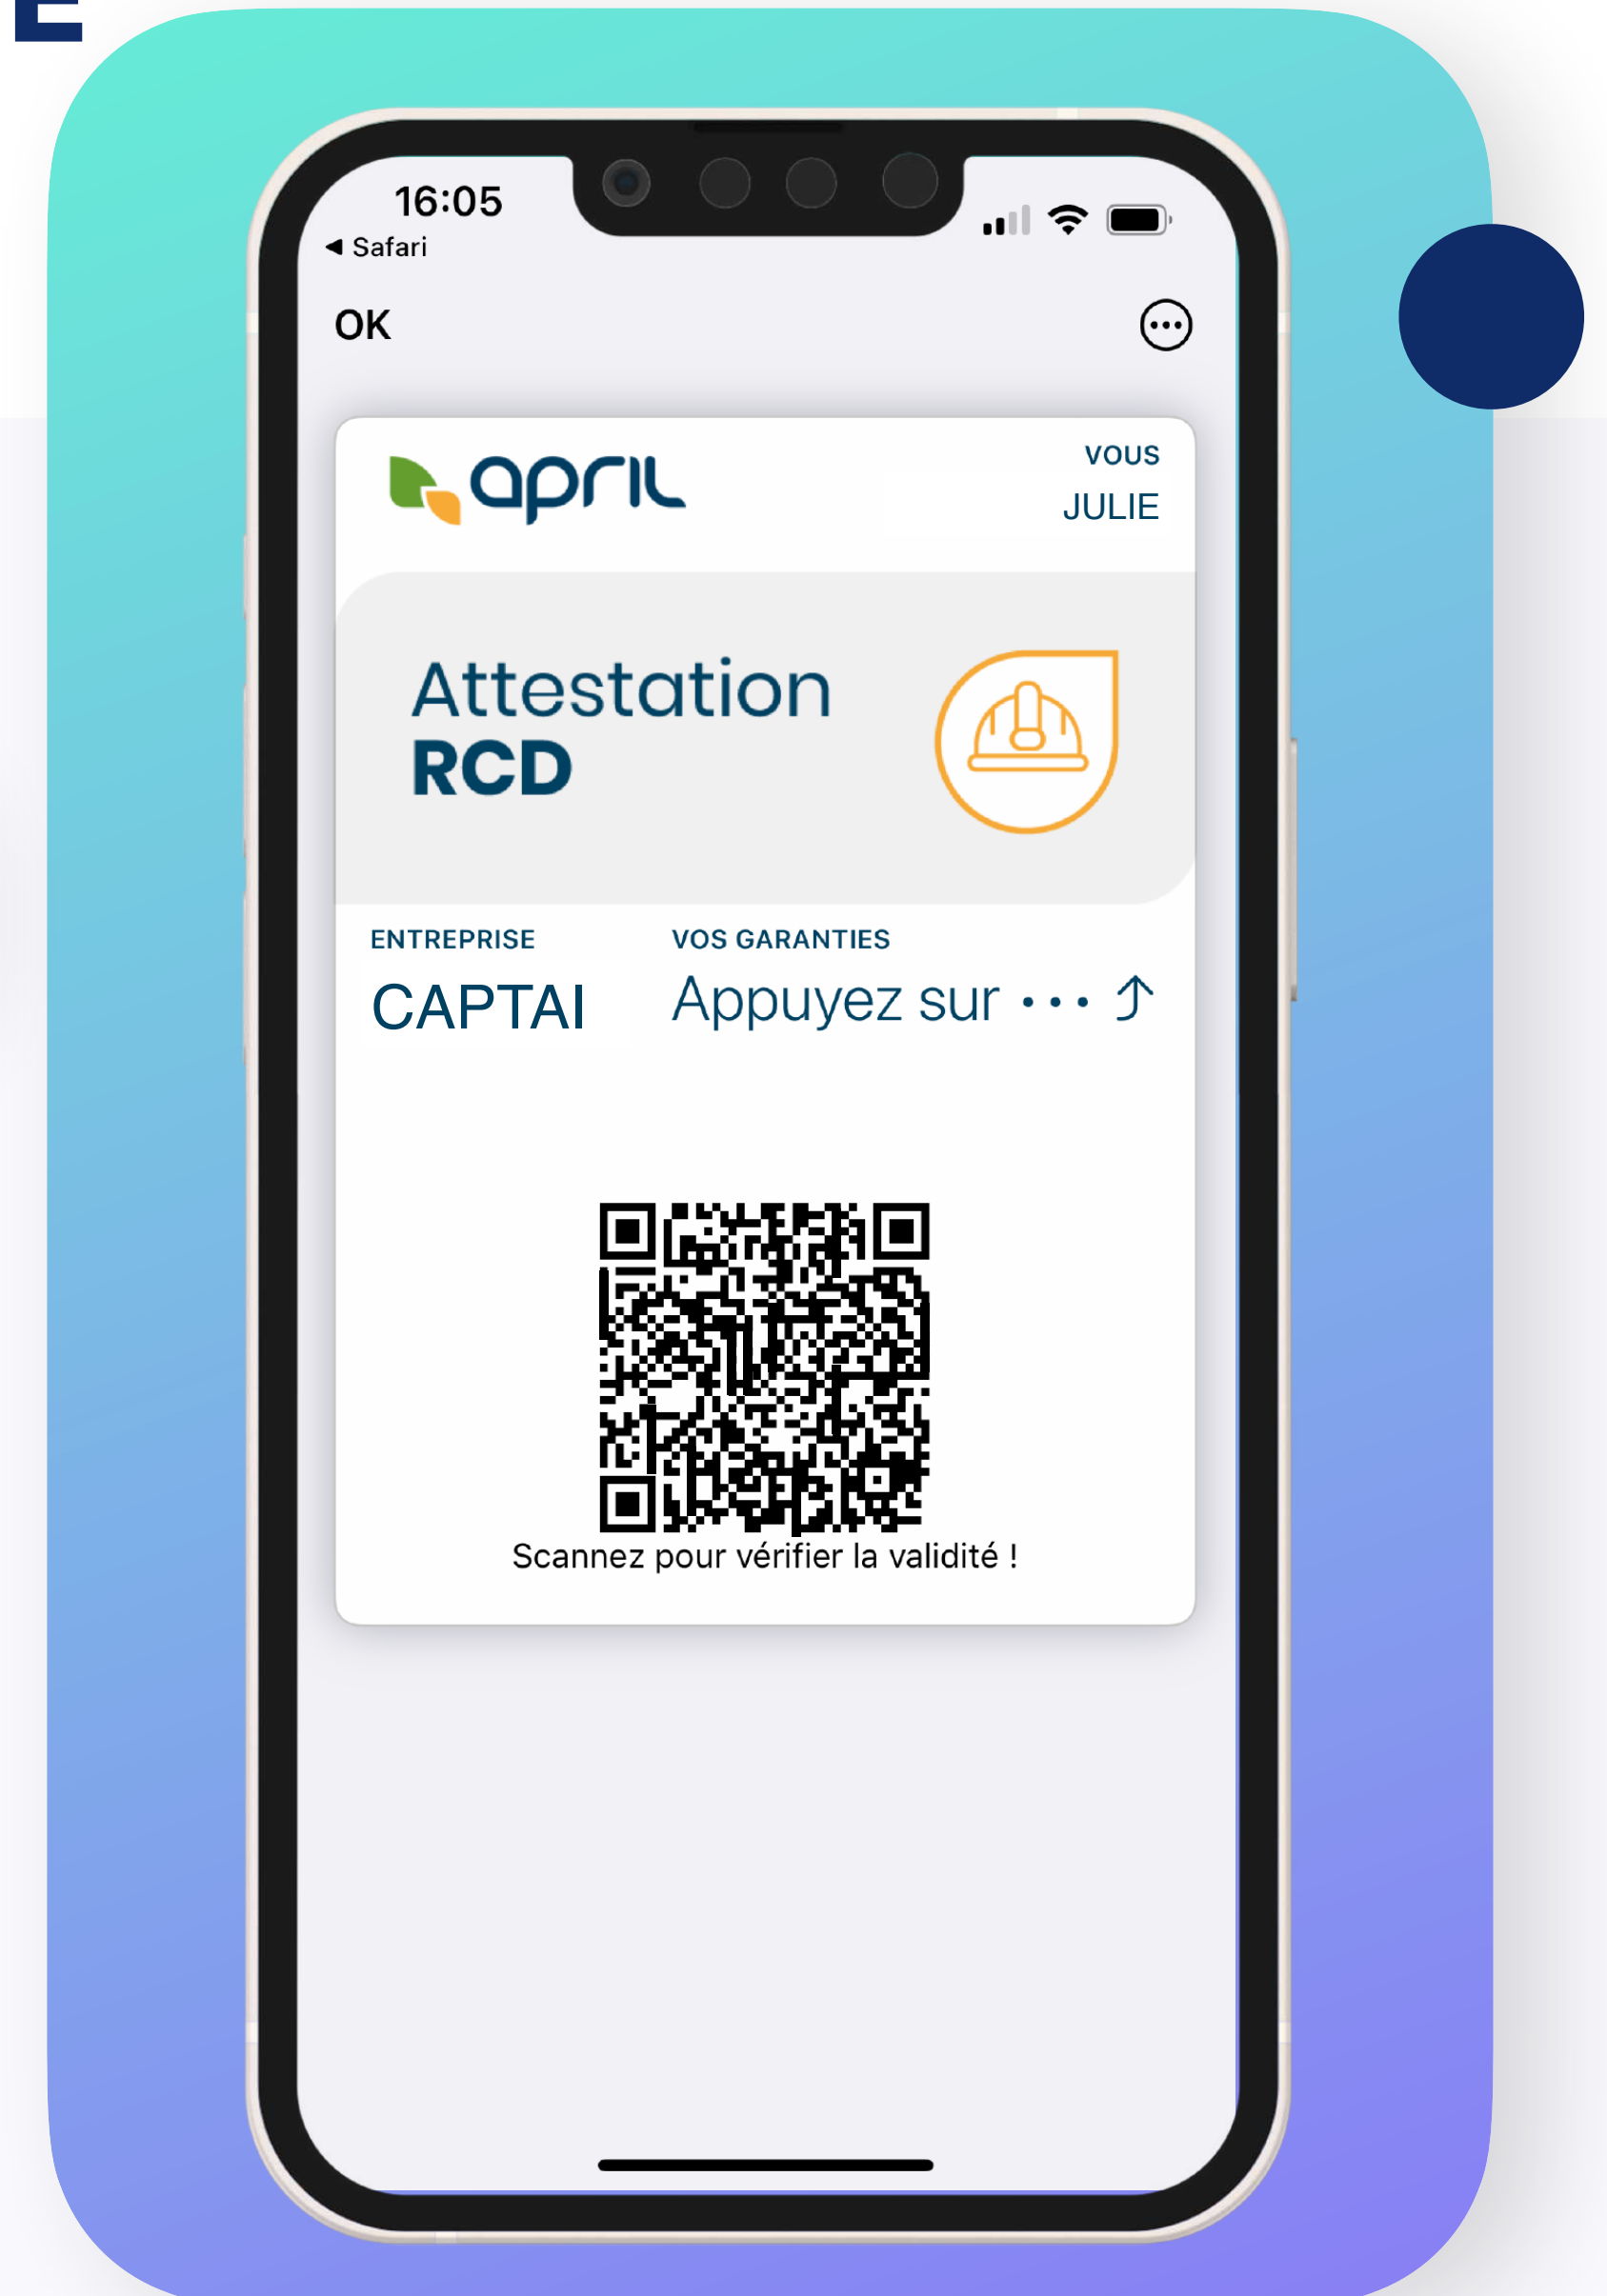 E
16:05
◀ Safari
OK
april
VOUS
JULIE
Attestation
RCD
ENTREPRISE
VOS GARANTIES
CAPTAI
Appuyez sur ··· ⤴
Scannez pour vérifier la validité !